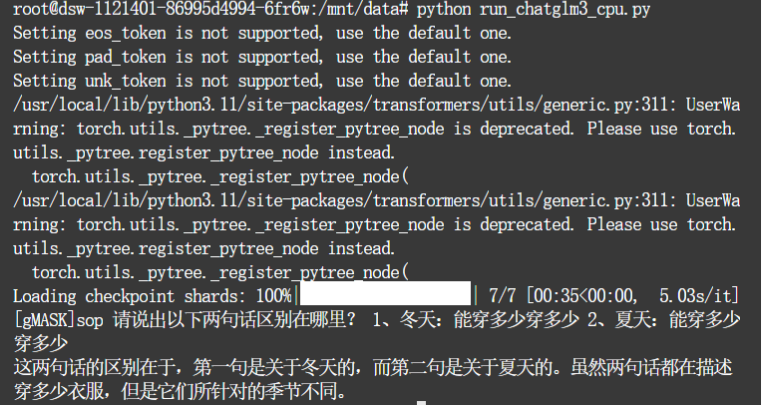 root@dsw-1121401-86995d4994-6fr6w:/mnt/data# python run_chatglm3_cpu.py
Setting eos_token is not supported, use the default one.
Setting pad_token is not supported, use the default one.
Setting unk_token is not supported, use the default one.
/usr/local/lib/python3.11/site-packages/transformers/utils/generic.py:311: UserWa
rning: torch.utils._pytree._register_pytree_node is deprecated. Please use torch.
utils._pytree.register_pytree_node instead.
  torch.utils._pytree._register_pytree_node(
/usr/local/lib/python3.11/site-packages/transformers/utils/generic.py:311: UserWa
rning: torch.utils._pytree._register_pytree_node is deprecated. Please use torch.
utils._pytree.register_pytree_node instead.
  torch.utils._pytree._register_pytree_node(
Loading checkpoint shards: 100%|██████████| 7/7 [00:35<00:00,  5.03s/it]
[gMASK]sop 请说出以下两句话区别在哪里？ 1、冬天：能穿多少穿多少 2、夏天：能穿多少
穿多少
这两句话的区别在于，第一句是关于冬天的，而第二句是关于夏天的。虽然两句话都在描述
穿多少衣服，但是它们所针对的季节不同。